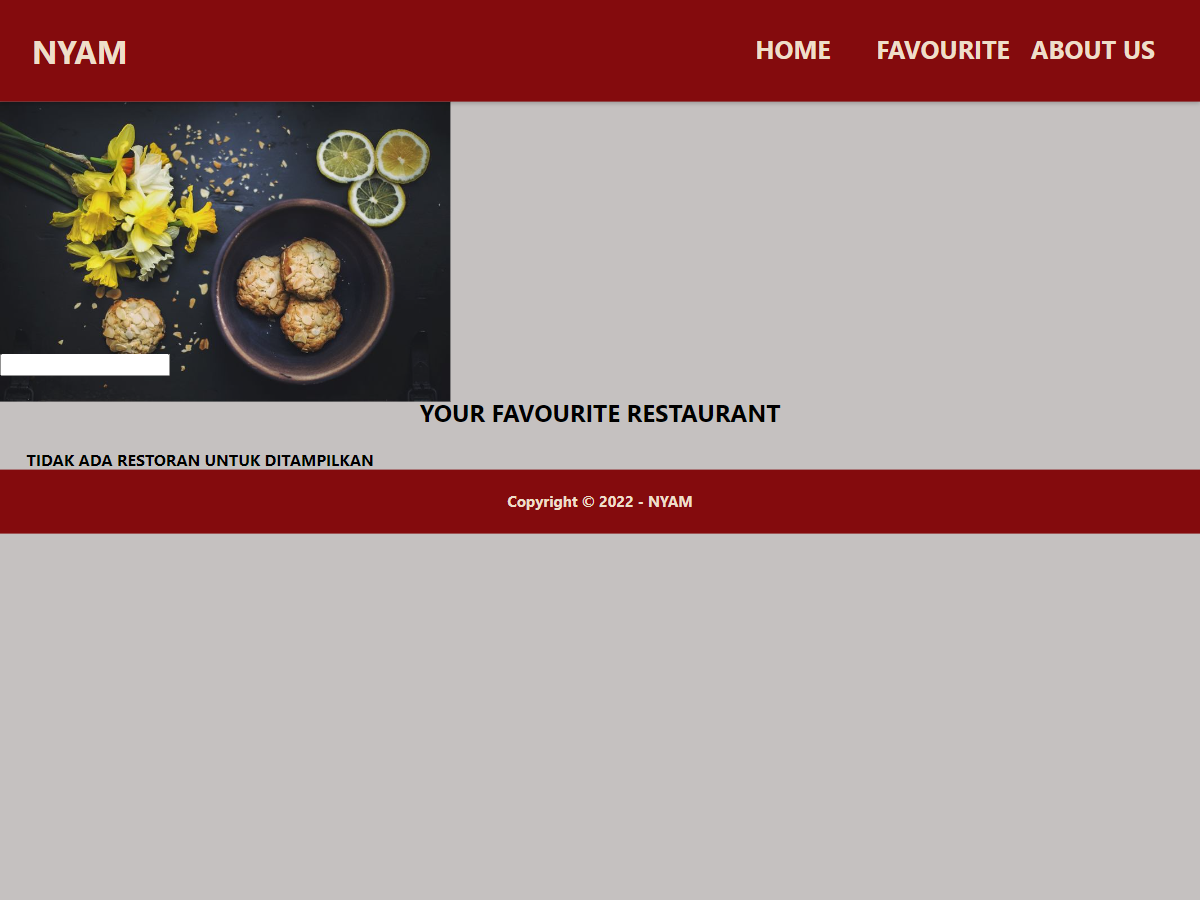 NYAM
HOME
FAVOURITE
ABOUT US
YOUR FAVOURITE RESTAURANT
TIDAK ADA RESTORAN UNTUK DITAMPILKAN
Copyright © 2022 - NYAM